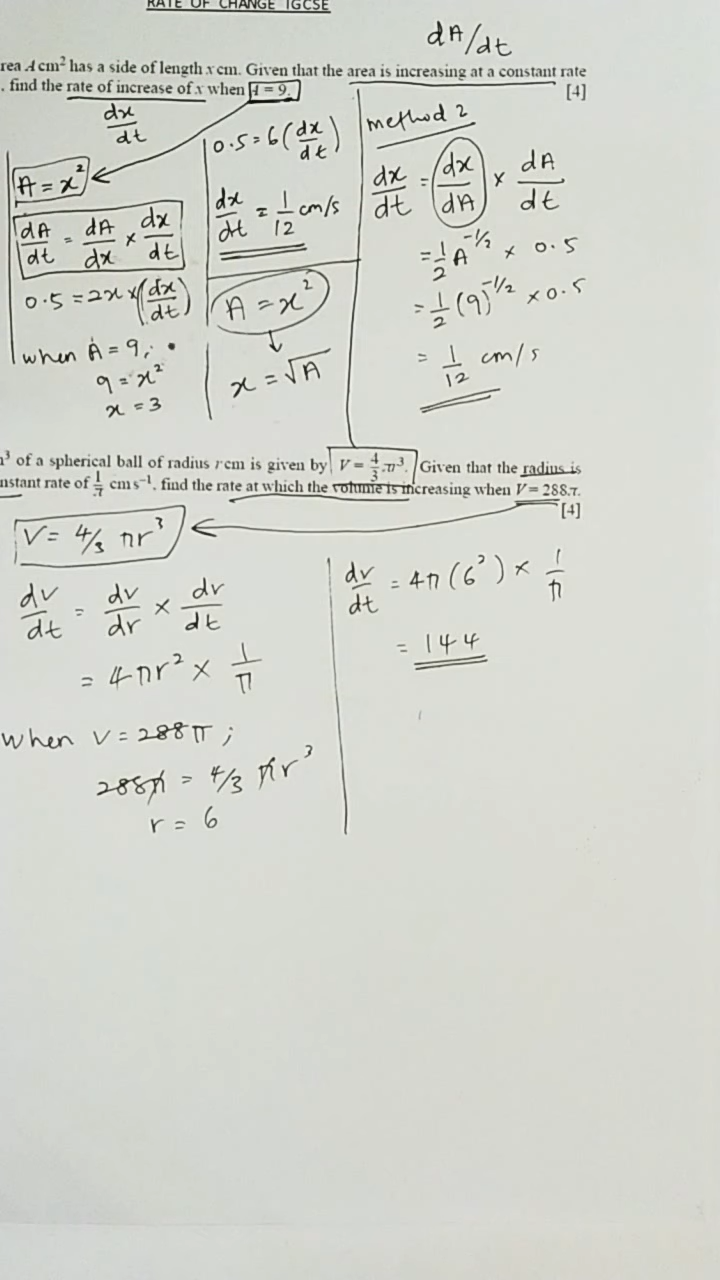 RATE OF CHANGE IGCSE
dA/dt
rea A cm² has a side of length x cm. Given that the area is increasing at a constant rate
. find the rate of increase of x when A = 9.
[4]
dx/dt
A = x²
dA/dt = dA/dx × dx/dt
0.5 = 2x × (dx/dt)
when A = 9,
9 = x²
x = 3
0.5 = 6 (dx/dt)
dx/dt = 1/12 cm/s
A = x²
x = √A
method 2
dx/dt = (dx/dA) × dA/dt
= 1/2 A^-1/2 × 0.5
= 1/2 (9)^-1/2 × 0.5
= 1/12 cm/s
³ of a spherical ball of radius r cm is given by V = 4/3 πr³. Given that the radius is
nstant rate of 1/π cm s⁻¹. find the rate at which the volume is increasing when V = 288π.
[4]
V = 4/3 πr³
dv/dt = dv/dr × dr/dt
= 4πr² × 1/π
when V = 288π ;
288π = 4/3 πr³
r = 6
dv/dt = 4π(6²) × 1/π
= 144